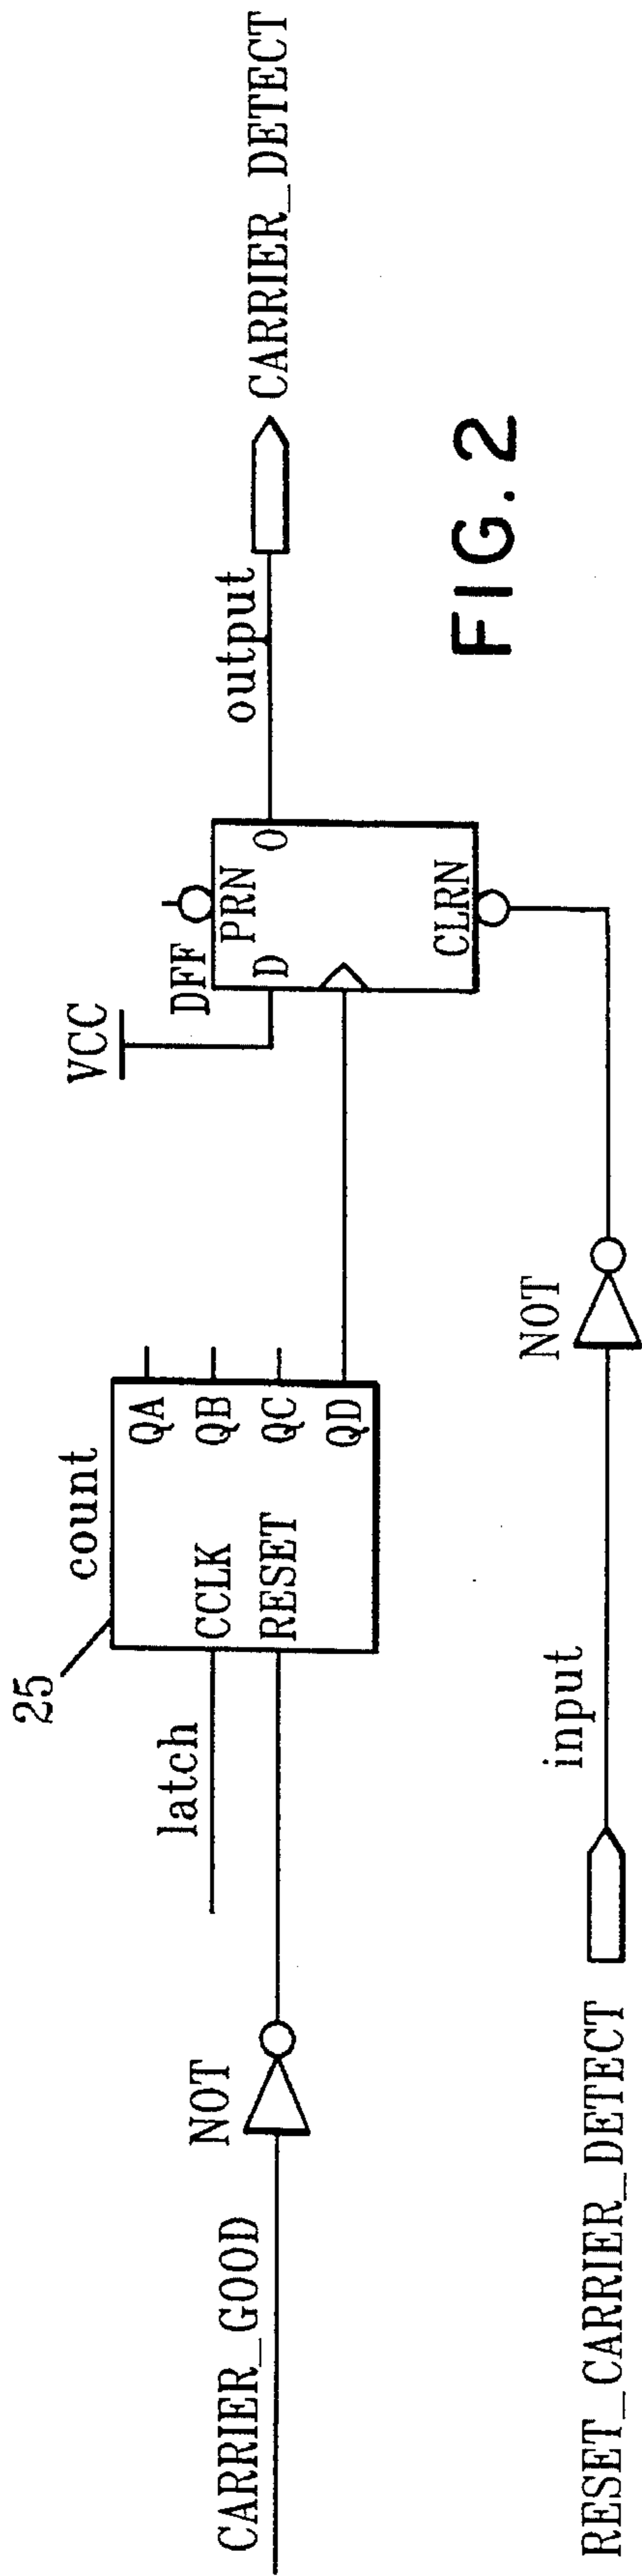 25
count
VCC
DFF
latch
CCLK
RESET
QA
QB
QC
QD
PRN
D
O
CLRN
output
CARRIER_DETECT
CARRIER_GOOD
NOT
RESET_CARRIER_DETECT
input
NOT
FIG. 2